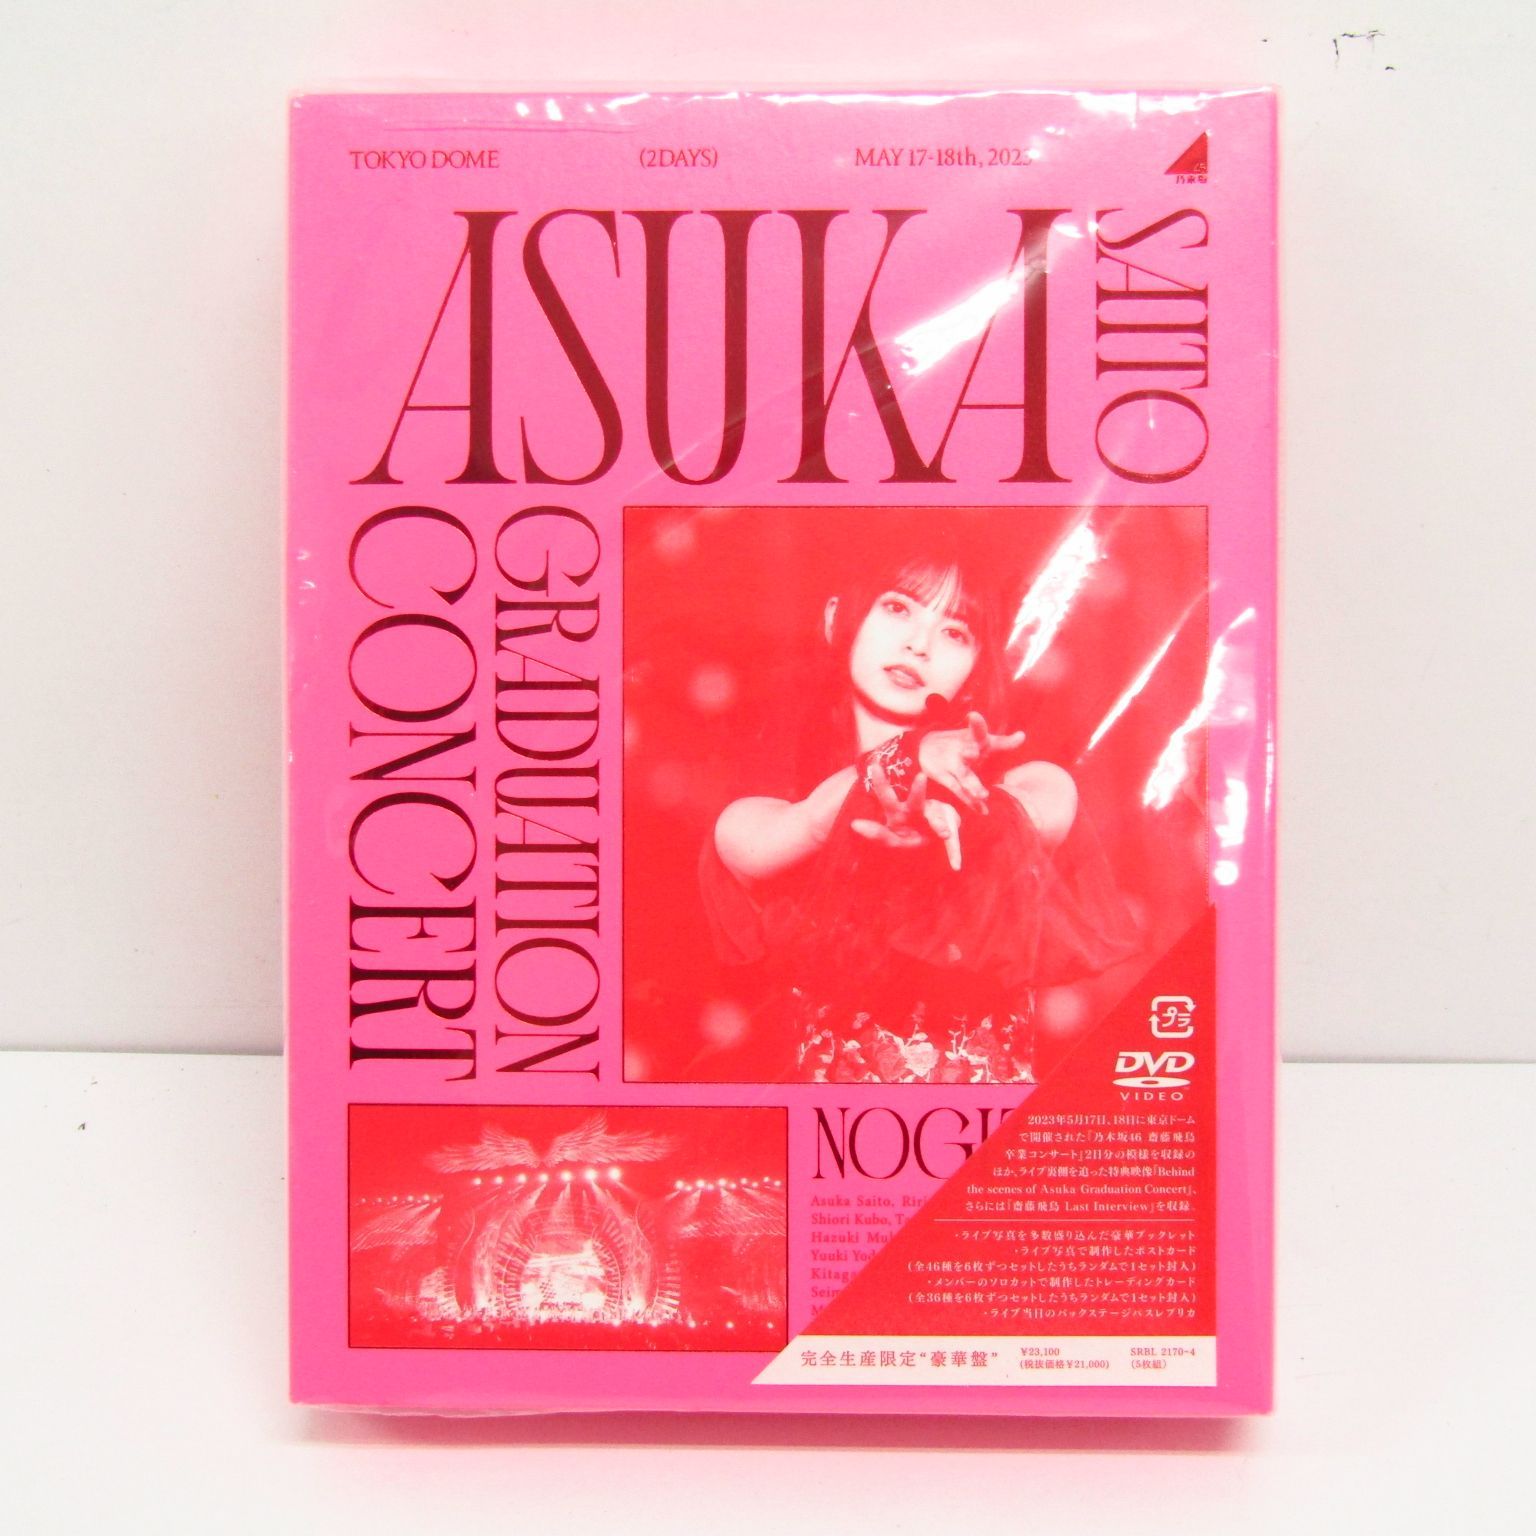 TOKYO DOME
(2DAYS)
MAY 17-18th, 2023
乃木坂
ASUKA
SAITO
GRADUATION
CONCERT
NOGI
Asuka Saito,
Shiori Kubo,
Hazuki
Yuuki
プラ
DVD
VIDEO
2023年5月17日、18日に東京ドーム
で開催された『乃木坂46 齋藤飛鳥
卒業コンサート』2日分の模様を収録の
ほか、ライブ裏側を追った特典映像『Behind
the scenes of Asuka Graduation Concert』、
さらには『齋藤飛鳥 Last Interview』を収録。
・ライブ写真を多数盛り込んだ豪華ブックレット
・ライブ写真で制作したポストカード
(全46種を6枚ずつセットしたうちランダムで1セット封入)
・メンバーのソロカットで制作したトレーディングカード
(全36種を6枚ずつセットしたうちランダムで1セット封入)
・ライブ当日のバックステージパスレプリカ
完全生産限定“豪華盤”
¥23,100
(税抜価格¥21,000)
SRBL 2170-4
(5枚組)